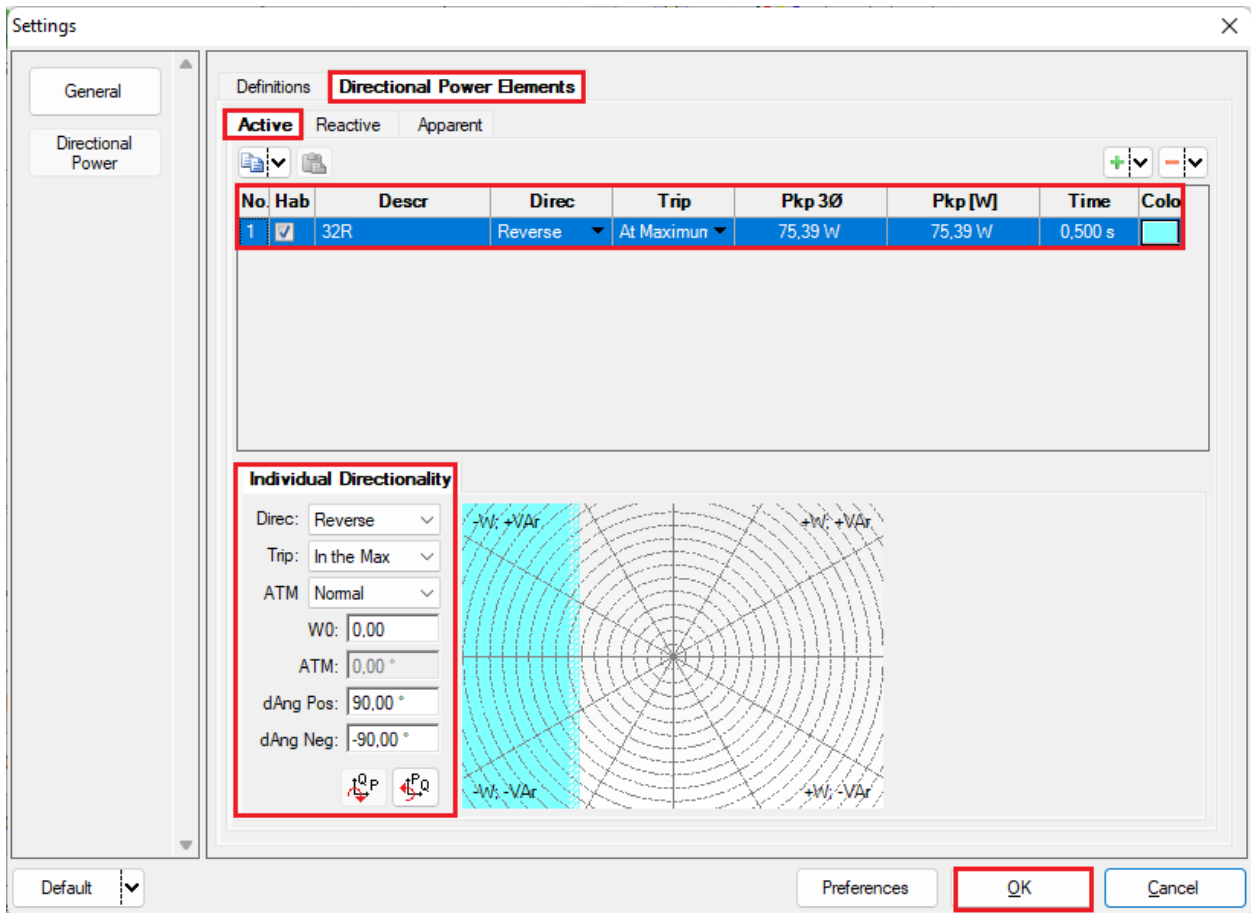 Settings
General
Directional
Power
Definitions Directional Power Elements
Active Reactive Apparent
No. Hab Descr Direc Trip Pkp 3Ø Pkp [W] Time Colo
1 32R Reverse At Maximun 75,39 W 75,39 W 0,500 s
Individual Directionality
Direc: Reverse
Trip: In the Max
ATM Normal
W0: 0,00
ATM: 0,00 °
dAng Pos: 90,00 °
dAng Neg: -90,00 °
Q P P Q
-W; +VAr +W; +VAr
-W; -VAr +W; -VAr
Default Preferences OK Cancel